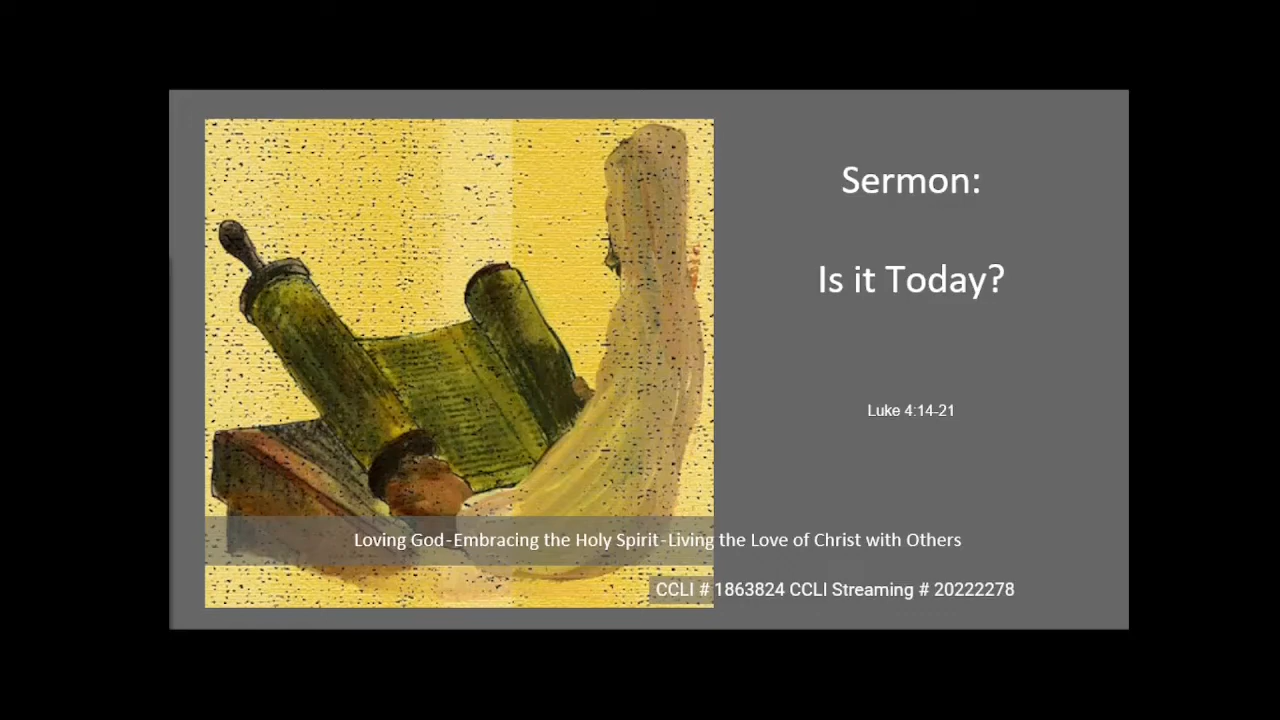 Sermon:
Is it Today?
Luke 4:14-21
Loving God-Embracing the Holy Spirit-Living the Love of Christ with Others
CCLI # 1863824 CCLI Streaming # 20222278